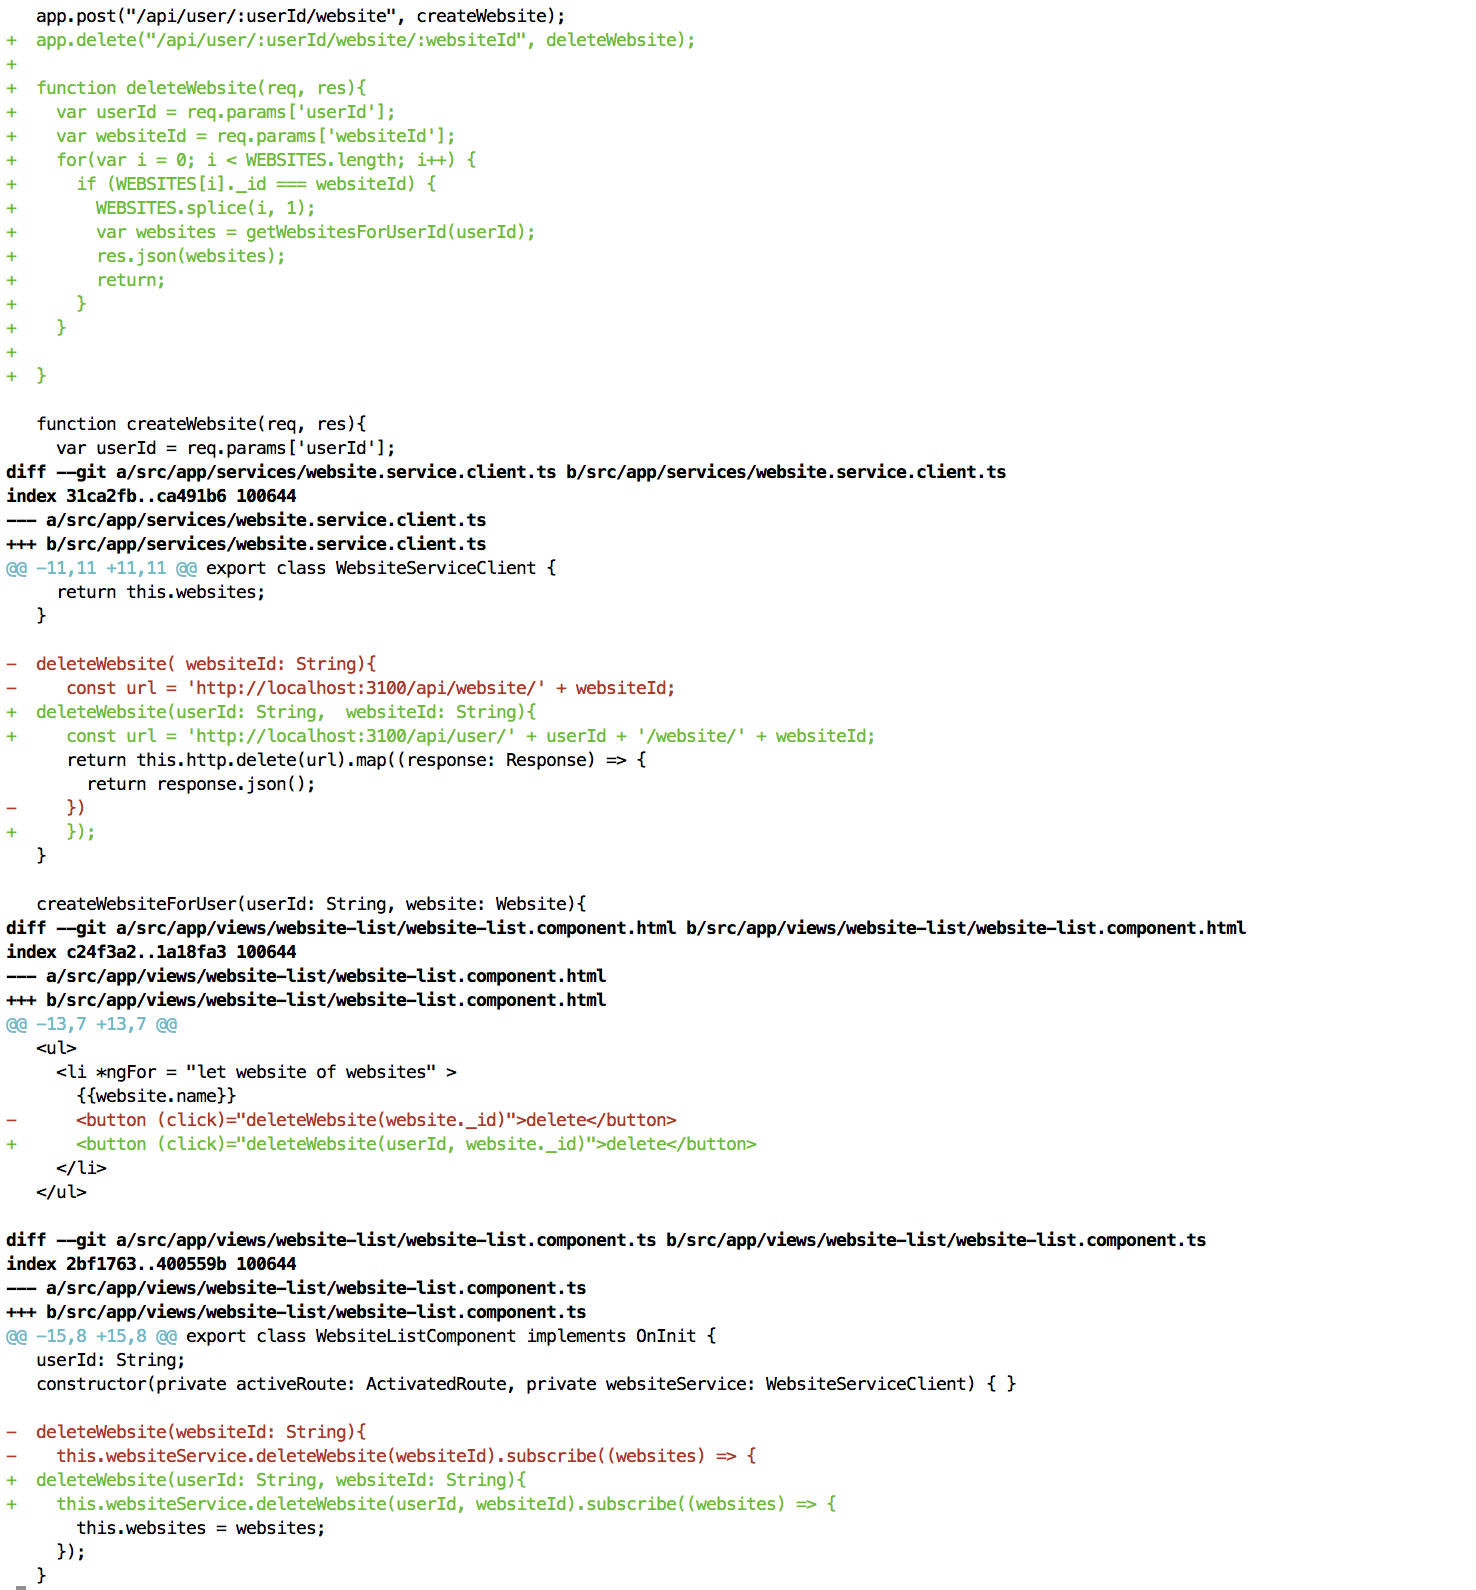 app.post("/api/user/:userId/website", createWebsite);
+  app.delete("/api/user/:userId/website/:websiteId", deleteWebsite);
+
+  function deleteWebsite(req, res){
+    var userId = req.params['userId'];
+    var websiteId = req.params['websiteId'];
+    for(var i = 0; i < WEBSITES.length; i++) {
+      if (WEBSITES[i]._id === websiteId) {
+        WEBSITES.splice(i, 1);
+        var websites = getWebsitesForUserId(userId);
+        res.json(websites);
+        return;
+      }
+    }
+
+  }

   function createWebsite(req, res){
     var userId = req.params['userId'];
diff --git a/src/app/services/website.service.client.ts b/src/app/services/website.service.client.ts
index 31ca2fb..ca491b6 100644
--- a/src/app/services/website.service.client.ts
+++ b/src/app/services/website.service.client.ts
@@ -11,11 +11,11 @@ export class WebsiteServiceClient {
     return this.websites;
   }

-  deleteWebsite( websiteId: String){
-     const url = 'http://localhost:3100/api/website/' + websiteId;
+  deleteWebsite(userId: String,  websiteId: String){
+     const url = 'http://localhost:3100/api/user/' + userId + '/website/' + websiteId;
      return this.http.delete(url).map((response: Response) => {
        return response.json();
-     })
+     });
   }

   createWebsiteForUser(userId: String, website: Website){
diff --git a/src/app/views/website-list/website-list.component.html b/src/app/views/website-list/website-list.component.html
index c24f3a2..1a18fa3 100644
--- a/src/app/views/website-list/website-list.component.html
+++ b/src/app/views/website-list/website-list.component.html
@@ -13,7 +13,7 @@
   <ul>
     <li *ngFor = "let website of websites" >
       {{website.name}}
-      <button (click)="deleteWebsite(website._id)">delete</button>
+      <button (click)="deleteWebsite(userId, website._id)">delete</button>
     </li>
   </ul>

diff --git a/src/app/views/website-list/website-list.component.ts b/src/app/views/website-list/website-list.component.ts
index 2bf1763..400559b 100644
--- a/src/app/views/website-list/website-list.component.ts
+++ b/src/app/views/website-list/website-list.component.ts
@@ -15,8 +15,8 @@ export class WebsiteListComponent implements OnInit {
   userId: String;
   constructor(private activeRoute: ActivatedRoute, private websiteService: WebsiteServiceClient) { }

-  deleteWebsite(websiteId: String){
-    this.websiteService.deleteWebsite(websiteId).subscribe((websites) => {
+  deleteWebsite(userId: String, websiteId: String){
+    this.websiteService.deleteWebsite(userId, websiteId).subscribe((websites) => {
       this.websites = websites;
     });
   }